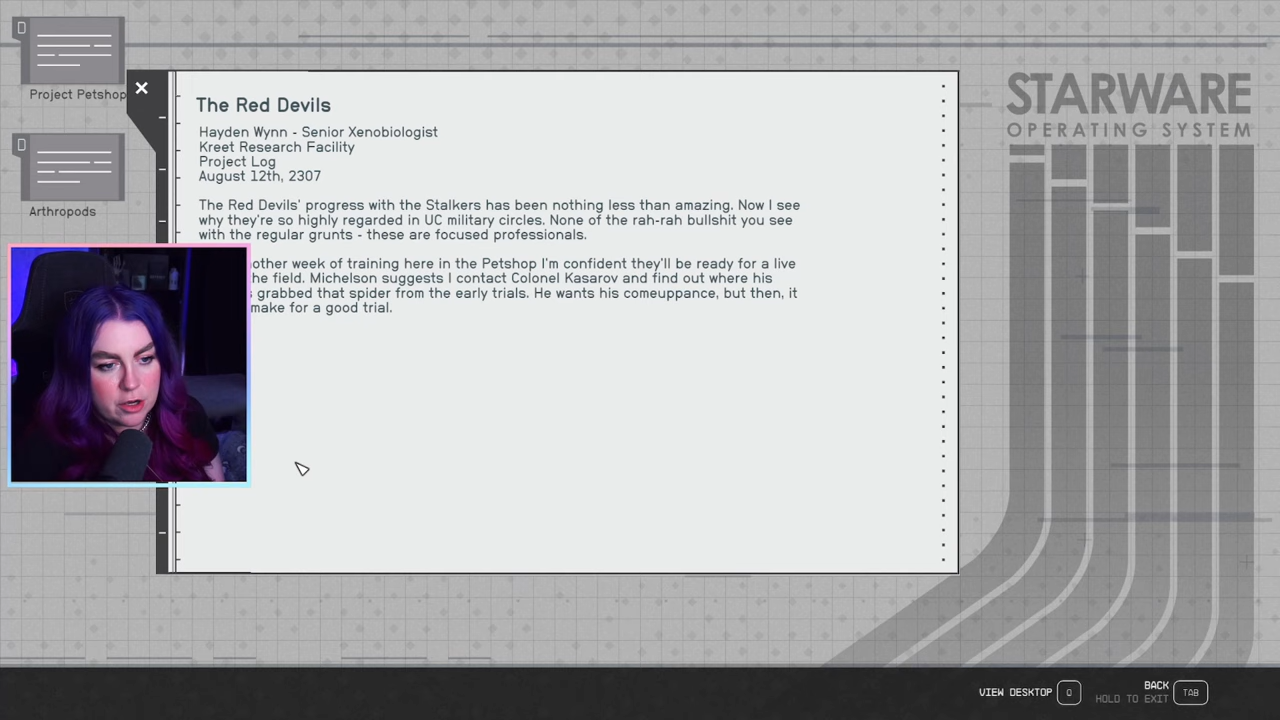 Project Petshop
Arthropods
The Red Devils
Hayden Wynn - Senior Xenobiologist
Kreet Research Facility
Project Log
August 12th, 2307
The Red Devils' progress with the Stalkers has been nothing less than amazing. Now I see
why they're so highly regarded in UC military circles. None of the rah-rah bullshit you see
with the regular grunts - these are focused professionals.
other week of training here in the Petshop I'm confident they'll be ready for a live
he field. Michelson suggests I contact Colonel Kasarov and find out where his
grabbed that spider from the early trials. He wants his comeuppance, but then, it
make for a good trial.
STARWARE
OPERATING SYSTEM
VIEW DESKTOP Q
BACK
HOLD TO EXIT TAB